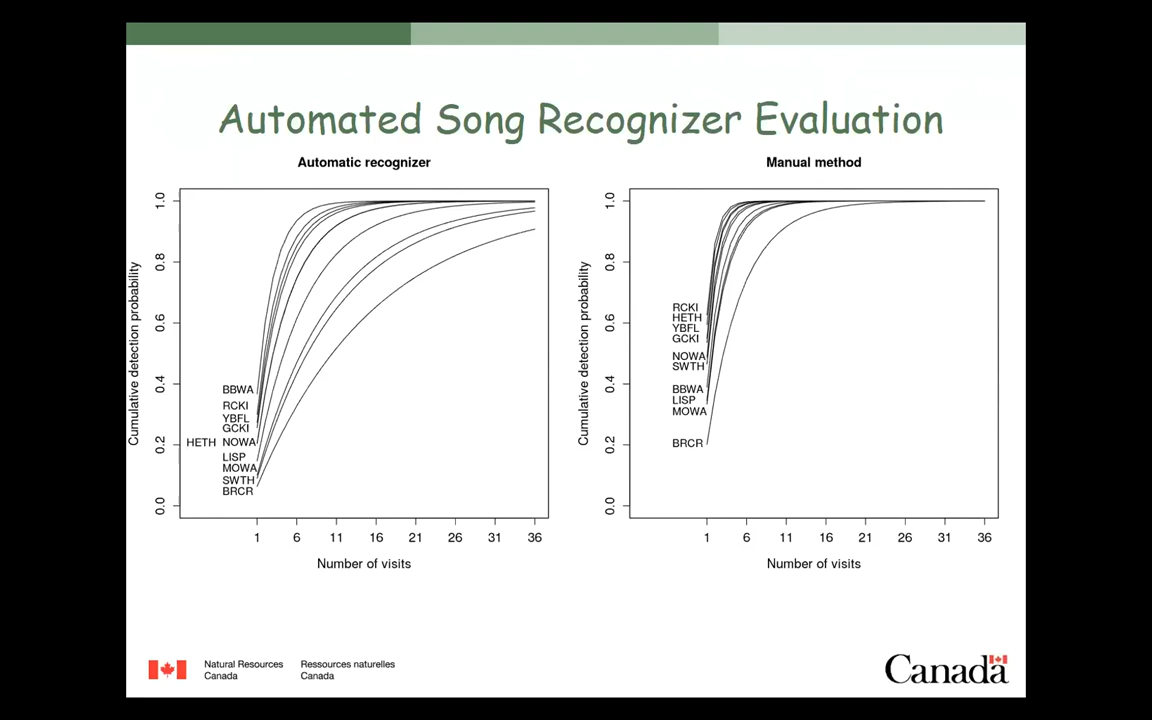 Automated Song Recognizer Evaluation
Automatic recognizer
Cumulative detection probability
1.0
0.8
0.6
0.4
0.2
0.0
BBWA
RCKI
YBFL
GCKI
HETH NOWA
LISP
MOWA
SWTH
BRCR
1 6 11 16 21 26 31 36
Number of visits
Manual method
Cumulative detection probability
1.0
0.8
0.6
0.4
0.2
0.0
RCKI
HETH
YBFL
GCKI
NOWA
SWTH
BBWA
LISP
MOWA
BRCR
1 6 11 16 21 26 31 36
Number of visits
Natural Resources
Canada
Ressources naturelles
Canada
Canada